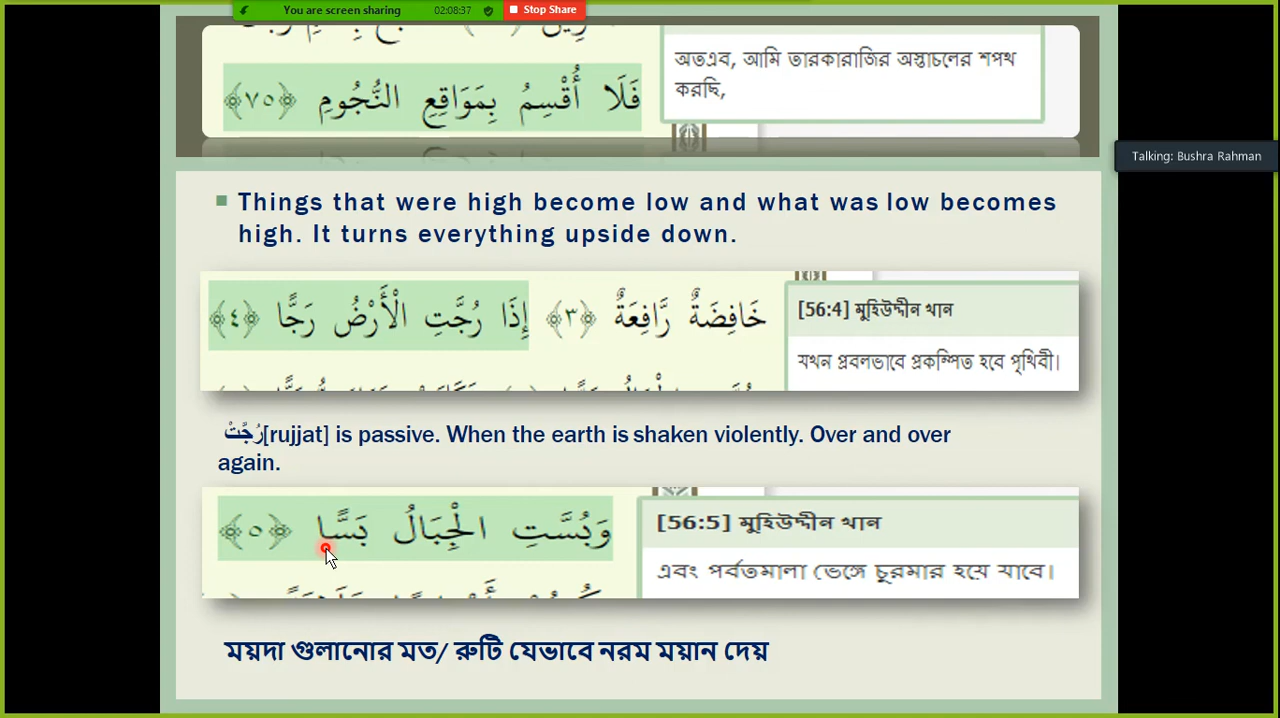 You are screen sharing 02:08:37 Stop Share
অতএব, আমি তারকারাজির অস্তাচলের শপথ
করছি,
فَلَا أُقْسِمُ بِمَوَاقِعِ النُّجُومِ ﴿٧٥﴾
Talking: Bushra Rahman
Things that were high become low and what was low becomes
high. It turns everything upside down.
خَافِضَةٌ رَّافِعَةٌ ﴿٣﴾ إِذَا رُجَّتِ الْأَرْضُ رَجًّا ﴿٤﴾
[56:4] মুহিউদ্দীন খান
যখন প্রবলভাবে প্রকম্পিত হবে পৃথিবী।
رُجَّتْ[rujjat] is passive. When the earth is shaken violently. Over and over
again.
وَبُسَّتِ الْجِبَالُ بَسًّا ﴿٥﴾
[56:5] মুহিউদ্দীন খান
এবং পর্বতমালা ভেঙ্গে চুরমার হয়ে যাবে।
ময়দা গুলানোর মত/ রুটি যেভাবে নরম ময়ান দেয়